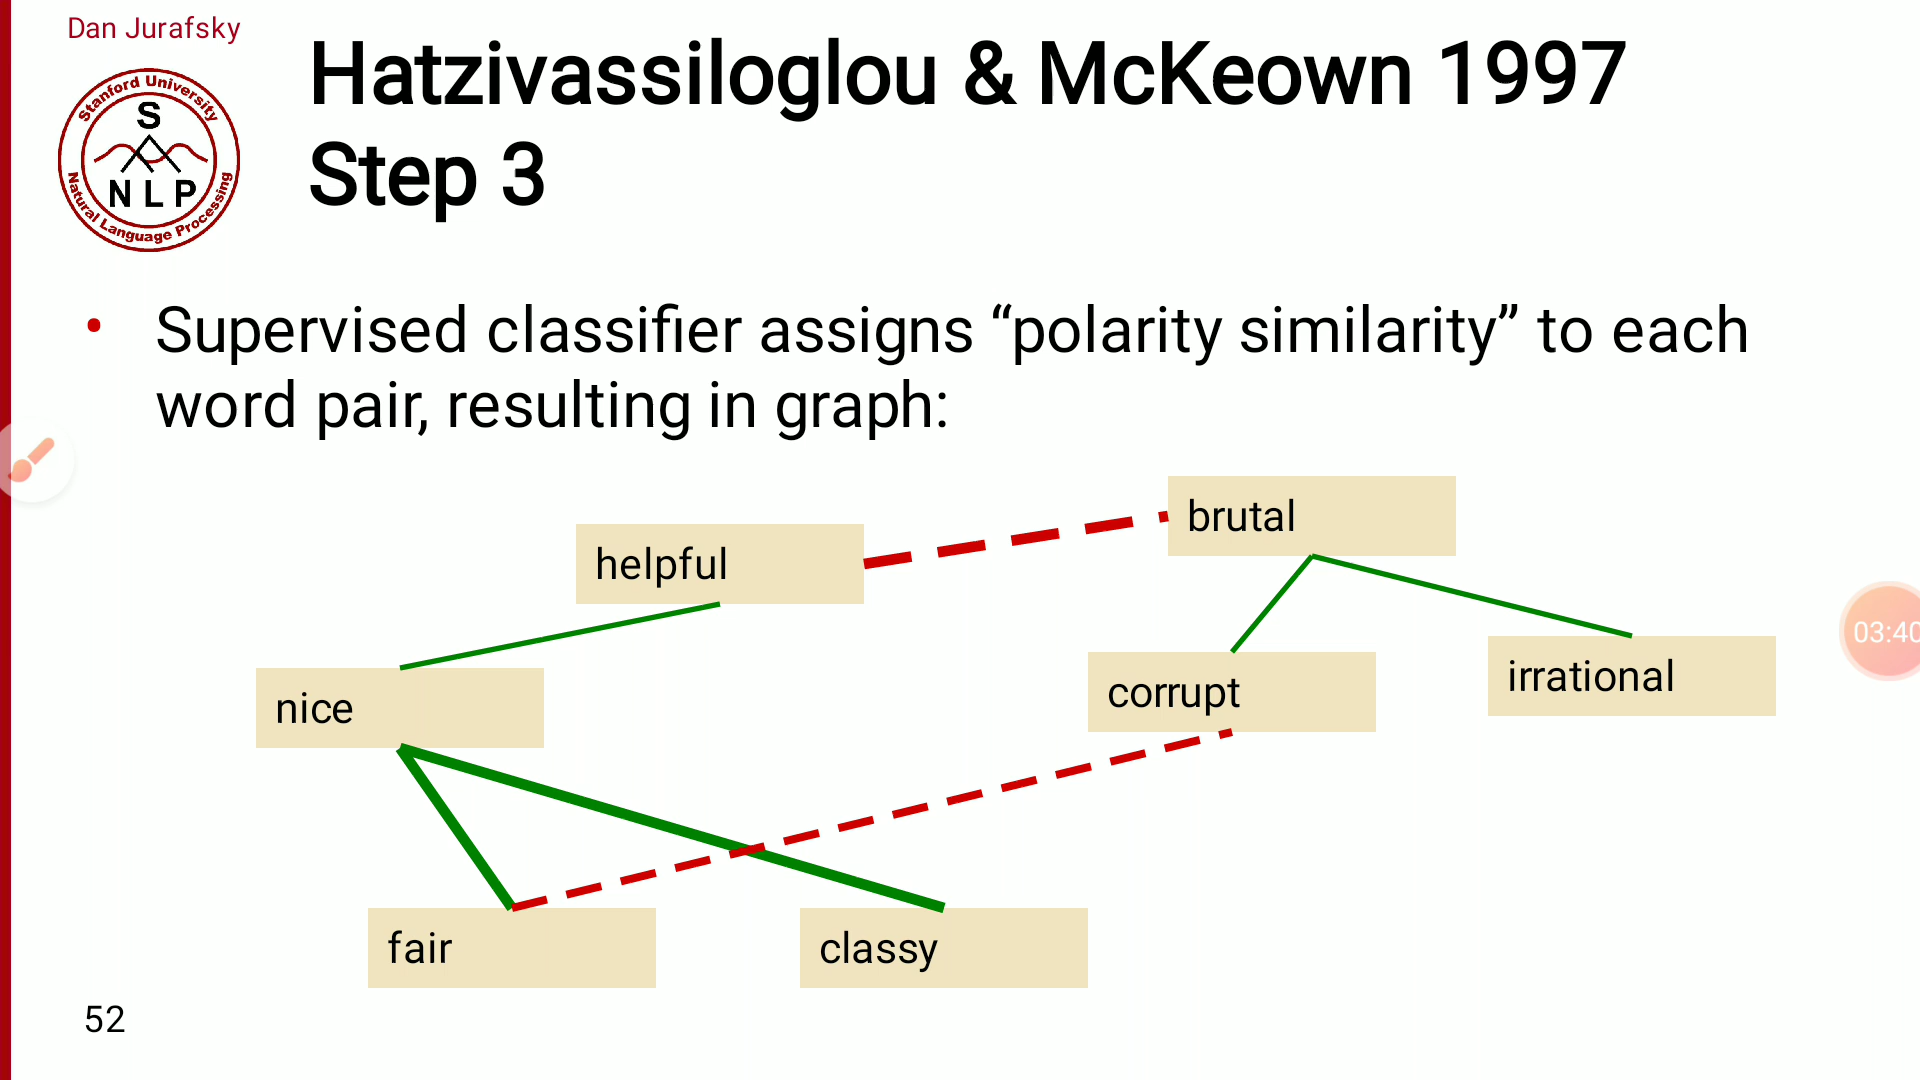 Dan Jurafsky
Hatzivassiloglou & McKeown 1997
Step 3
Stanford University
S
N L P
Natural Language Processing
• Supervised classifier assigns “polarity similarity” to each
word pair, resulting in graph:
brutal
helpful
03:40
irrational
corrupt
nice
fair
classy
52